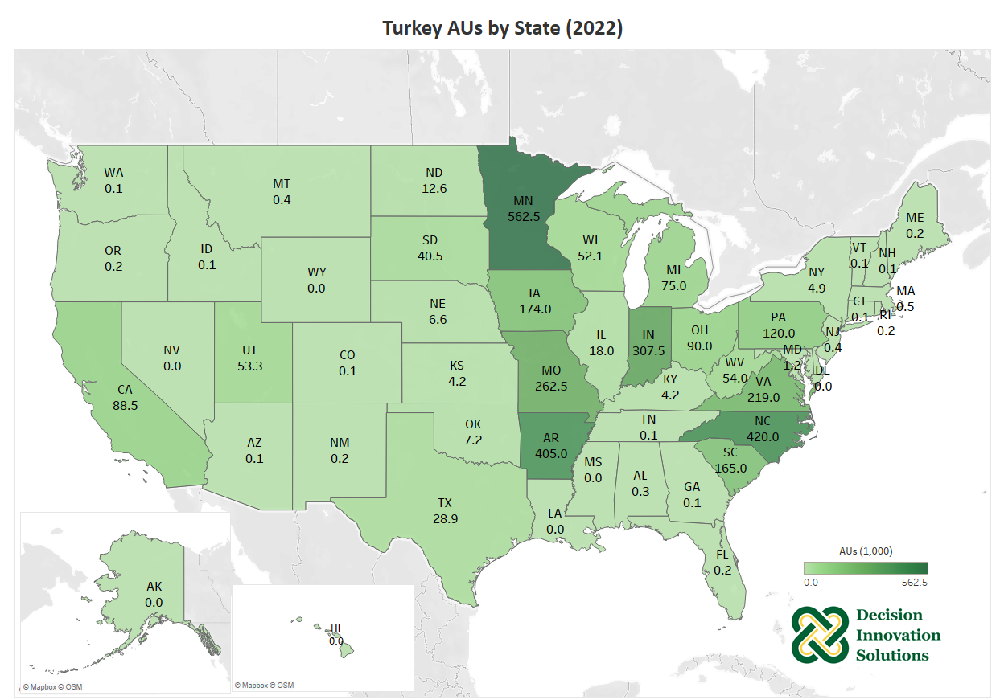 Turkey AUs by State (2022)
WA
0.1
MT
0.4
ND
12.6
MN
562.5
OR
0.2
ID
0.1
WY
0.0
SD
40.5
WI
52.1
MI
75.0
NY
4.9
VT
0.1
NH
0.1
ME
0.2
MA
0.5
CT
0.1
RI
0.2
NV
0.0
UT
53.3
CO
0.1
NE
6.6
IA
174.0
IL
18.0
IN
307.5
OH
90.0
PA
120.0
NJ
0.4
MD
1.2
DE
0.0
CA
88.5
KS
4.2
MO
262.5
KY
4.2
WV
54.0
VA
219.0
AZ
0.1
NM
0.2
OK
7.2
AR
405.0
TN
0.1
NC
420.0
SC
165.0
TX
28.9
LA
0.0
MS
0.0
AL
0.3
GA
0.1
FL
0.2
AK
0.0
HI
0.0
AUs (1,000)
0.0 562.5
Decision
Innovation
Solutions
© Mapbox © OSM
© Mapbox © OSM